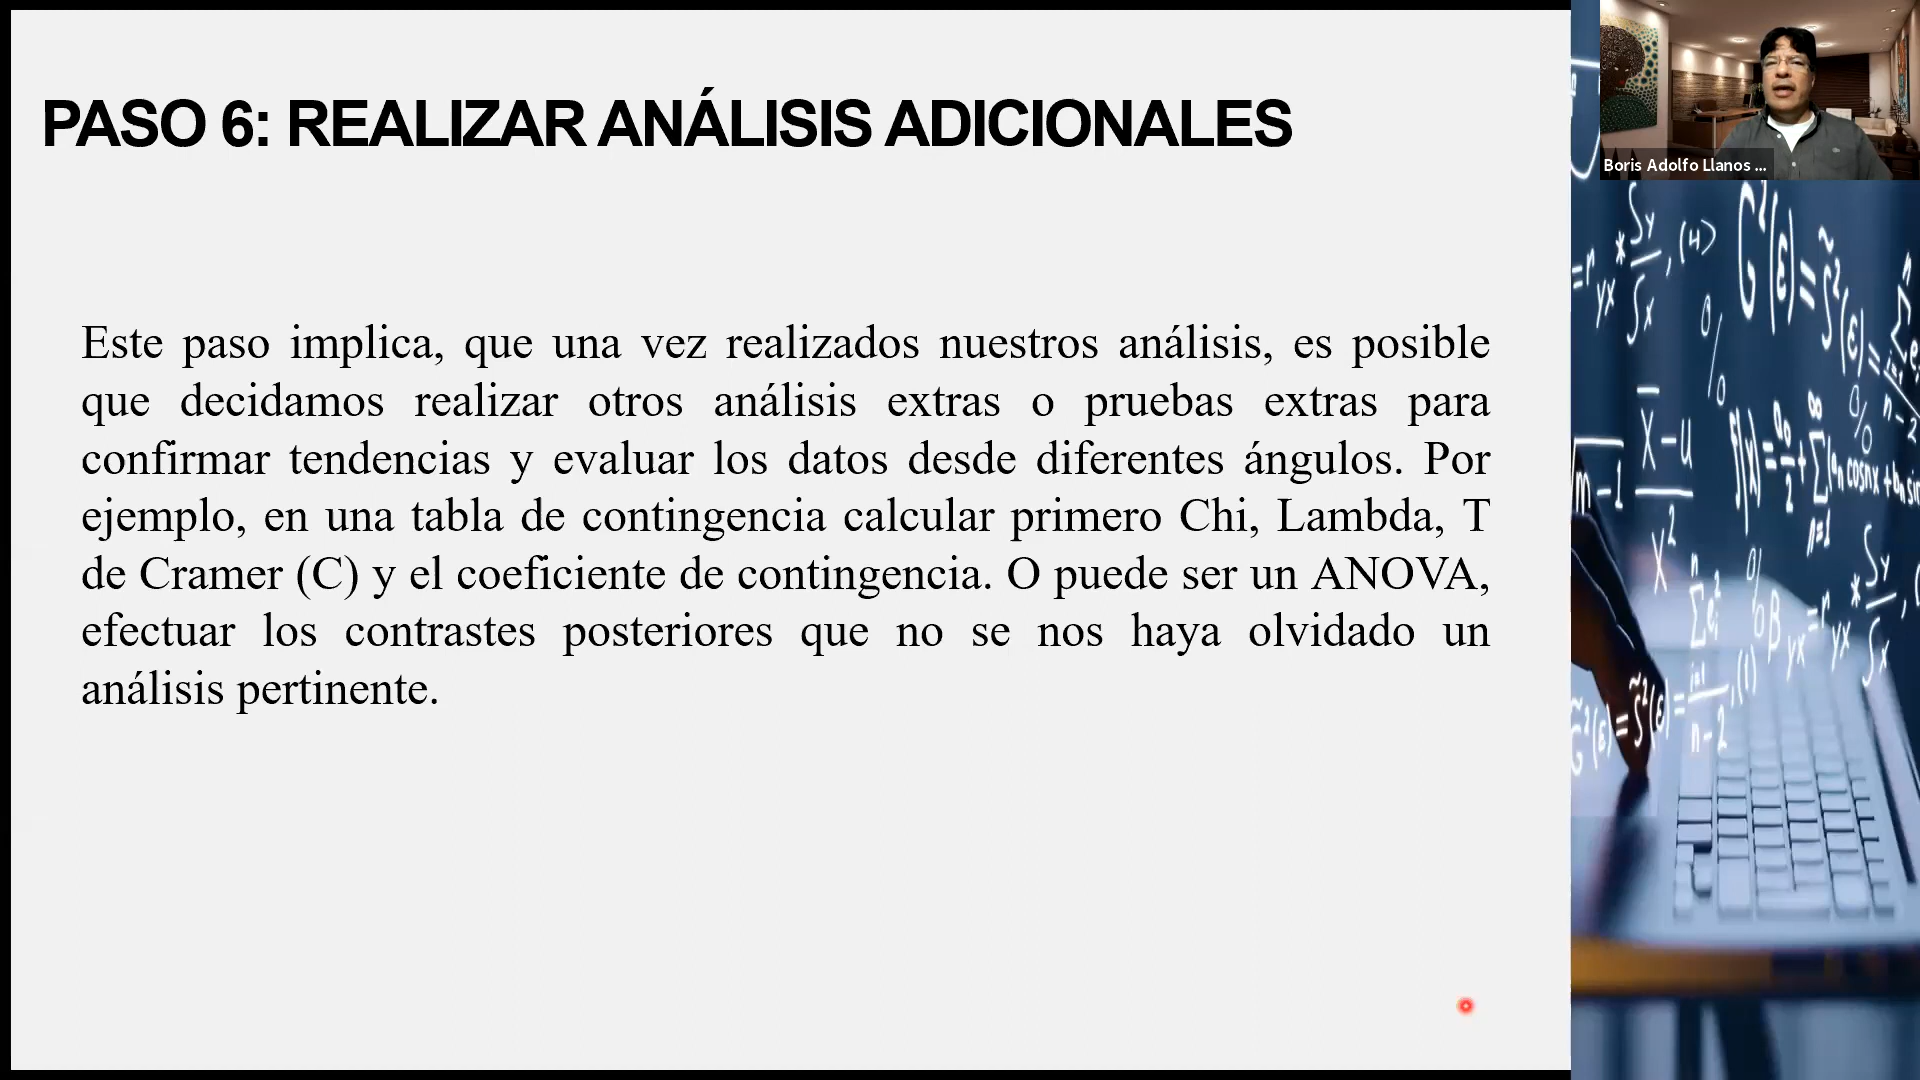 PASO 6: REALIZAR ANÁLISIS ADICIONALES
Este paso implica, que una vez realizados nuestros análisis, es posible
que decidamos realizar otros análisis extras o pruebas extras para
confirmar tendencias y evaluar los datos desde diferentes ángulos. Por
ejemplo, en una tabla de contingencia calcular primero Chi, Lambda, T
de Cramer (C) y el coeficiente de contingencia. O puede ser un ANOVA,
efectuar los contrastes posteriores que no se nos haya olvidado un
análisis pertinente.
Boris Adolfo Llanos ...